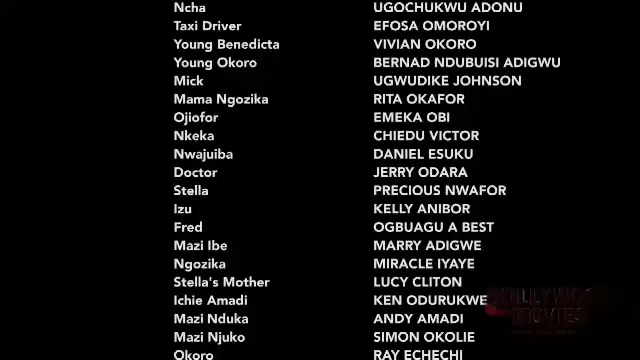 Ncha UGOCHUKWU ADONU
Taxi Driver EFOSA OMOROYI
Young Benedicta VIVIAN OKORO
Young Okoro BERNAD NDUBUISI ADIGWU
Mick UGWUDIKE JOHNSON
Mama Ngozika RITA OKAFOR
Ojiofor EMEKA OBI
Nkeka CHIEDU VICTOR
Nwajuiba DANIEL ESUKU
Doctor JERRY ODARA
Stella PRECIOUS NWAFOR
Izu KELLY ANIBOR
Fred OGBUAGU A BEST
Mazi Ibe MARRY ADIGWE
Ngozika MIRACLE IYAYE
Stella's Mother LUCY CLITON
Ichie Amadi KEN ODURUKWE
Mazi Nduka ANDY AMADI
Mazi Njuko SIMON OKOLIE
Okoro RAY ECHECHI
MOVIES